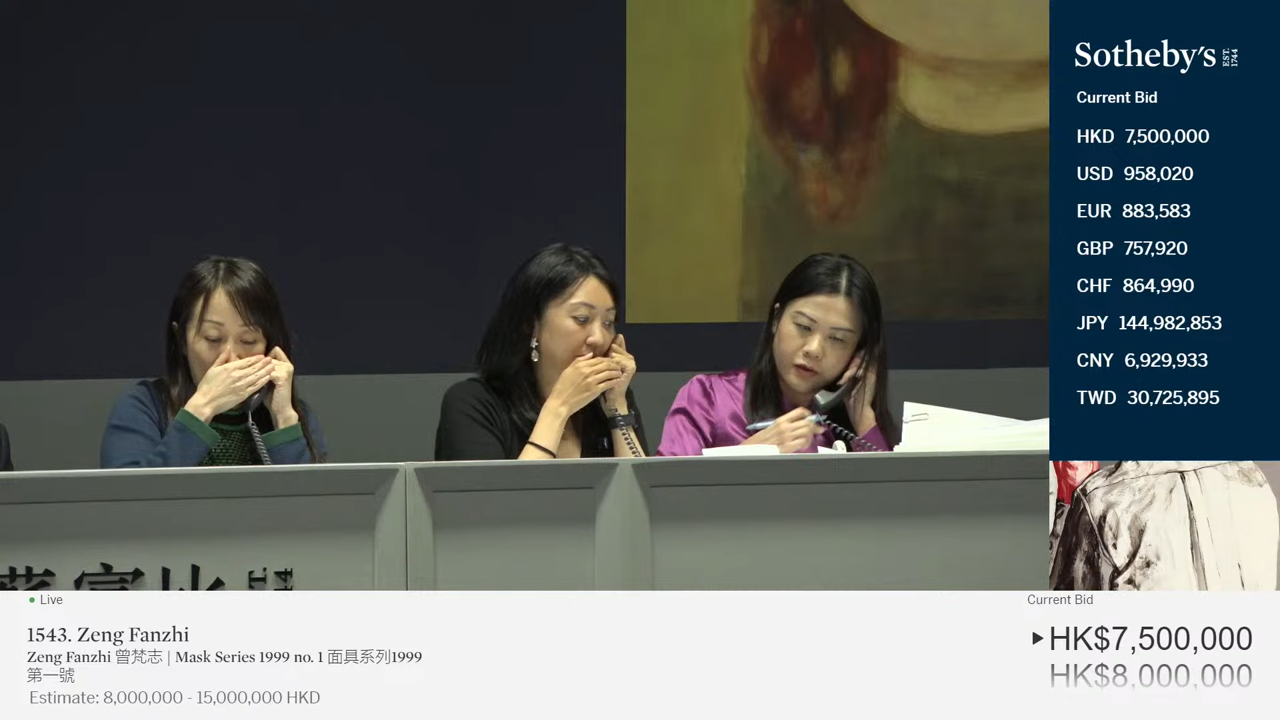 Sotheby's EST. 1744
Current Bid
HKD 7,500,000
USD 958,020
EUR 883,583
GBP 757,920
CHF 864,990
JPY 144,982,853
CNY 6,929,933
TWD 30,725,895
富比
Live
1543. Zeng Fanzhi
Zeng Fanzhi 曾梵志 | Mask Series 1999 no. 1 面具系列1999
第一號
Estimate: 8,000,000 - 15,000,000 HKD
Current Bid
HK$7,500,000
HK$8,000,000